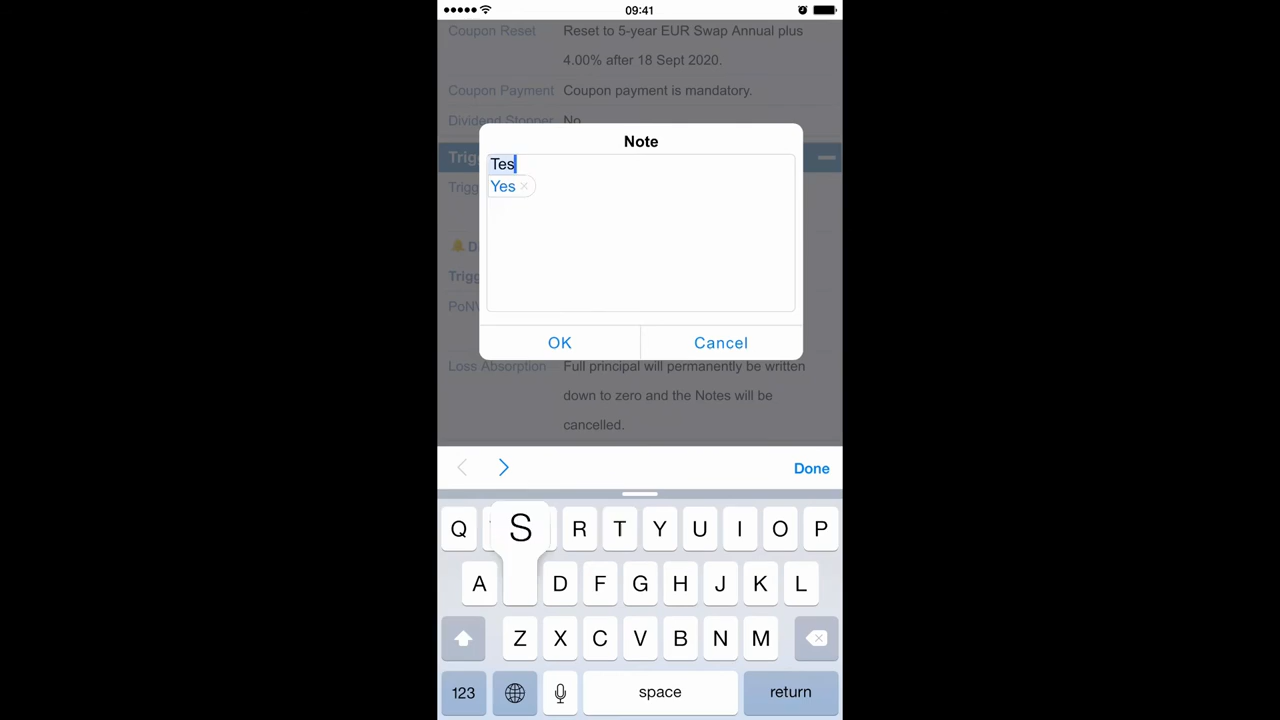 09:41
Coupon Reset Reset to 5-year EUR Swap Annual plus
4.00% after 18 Sept 2020.
Coupon Payment Coupon payment is mandatory.
Dividend Stopper No
Note
Tes
Yes ×
OK Cancel
Loss Absorption Full principal will permanently be written
down to zero and the Notes will be
cancelled.
Done
Q S R T Y U I O P
A D F G H J K L
Z X C V B N M
123 space return